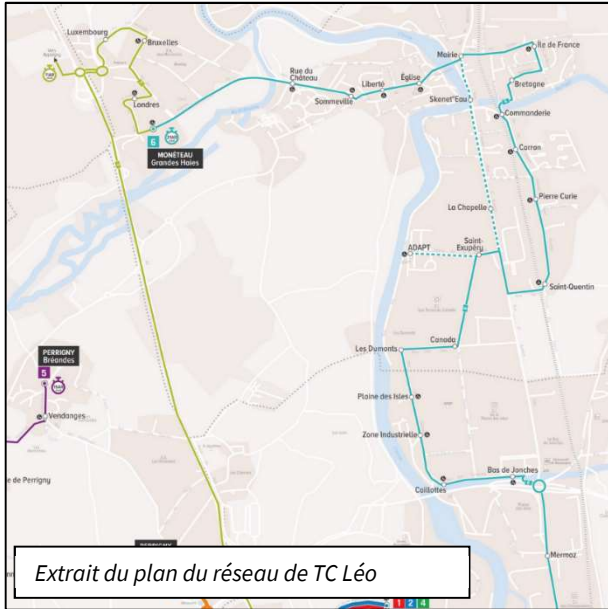 Luxembourg
Bruxelles
Londres
6
MONÉTEAU
Grandes Haies
Rue du
Château
Sommeville
Liberté
Église
Mairie
Île de France
Bretagne
Skenet'Eau
Commanderie
Carron
Pierre Curie
La Chapelle
Saint-
Exupéry
ADAPT
Saint-Quentin
Canada
Les Dumonts
PERRIGNY
Bréandes
5
Vendanges
Plaine des Isles
Zone Industrielle
Bas de Jonches
Caillottes
e de Perrigny
Mermoz
PERRIGNY
1 2 4
Extrait du plan du réseau de TC Léo